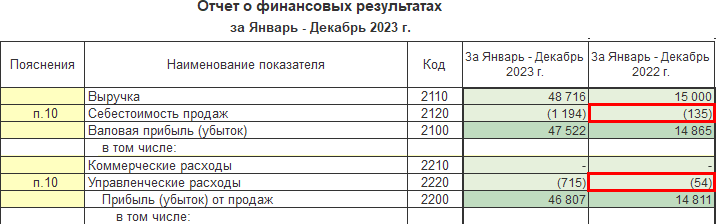 Отчет о финансовых результатах
за Январь - Декабрь 2023 г.
Пояснения Наименование показателя Код За Январь - Декабрь 2023 г. За Январь - Декабрь 2022 г.
Выручка 2110 48 716 15 000
п.10 Себестоимость продаж 2120 (1 194) (135)
Валовая прибыль (убыток) 2100 47 522 14 865
в том числе:
Коммерческие расходы 2210 - -
п.10 Управленческие расходы 2220 (715) (54)
Прибыль (убыток) от продаж 2200 46 807 14 811
в том числе: